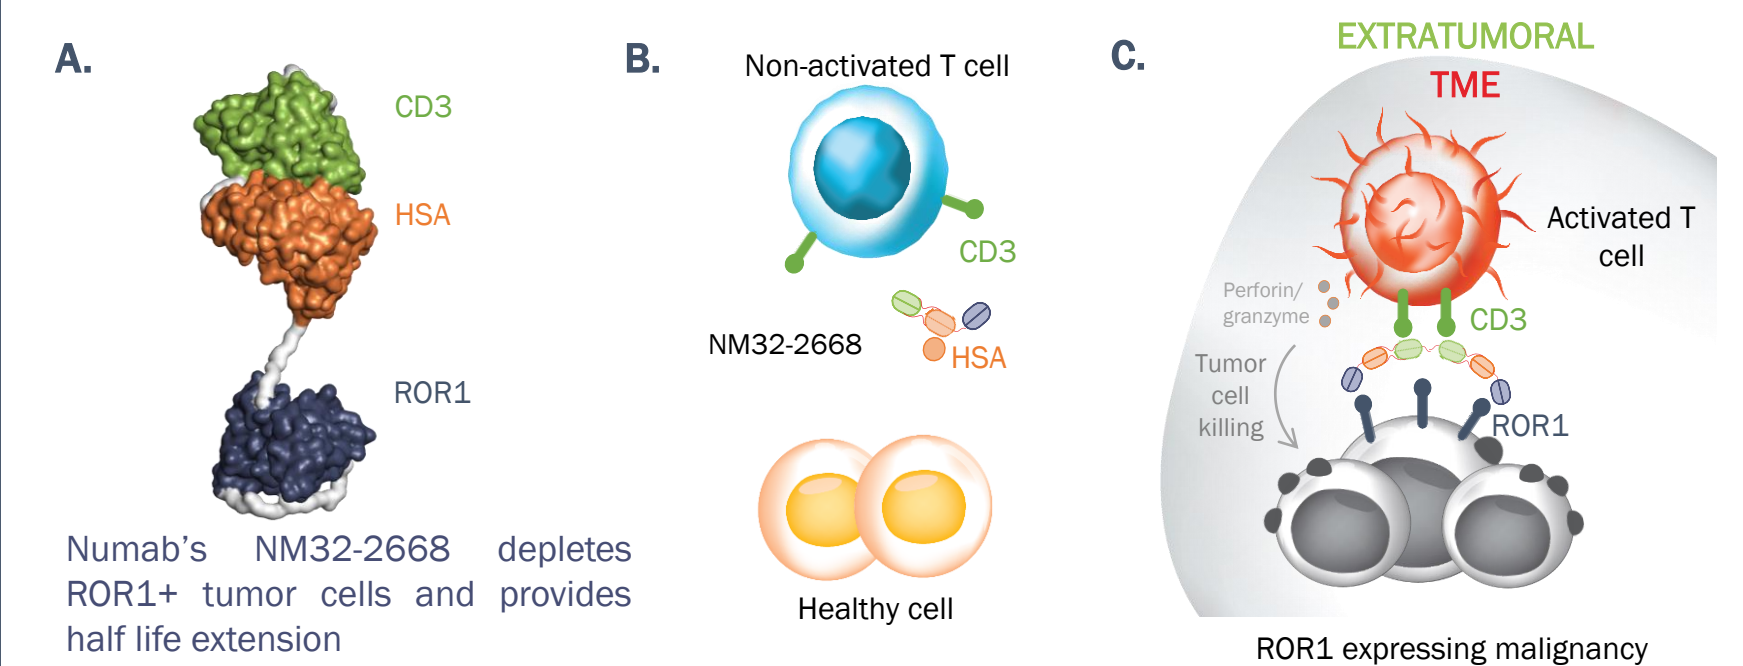 A.
CD3
HSA
ROR1
Numab's NM32-2668 depletes
ROR1+ tumor cells and provides
half life extension
B.
Non-activated T cell
CD3
NM32-2668
HSA
Healthy cell
C.
EXTRATUMORAL
TME
Activated T
cell
Perforin/
granzyme
CD3
Tumor
cell
killing
ROR1
ROR1 expressing malignancy